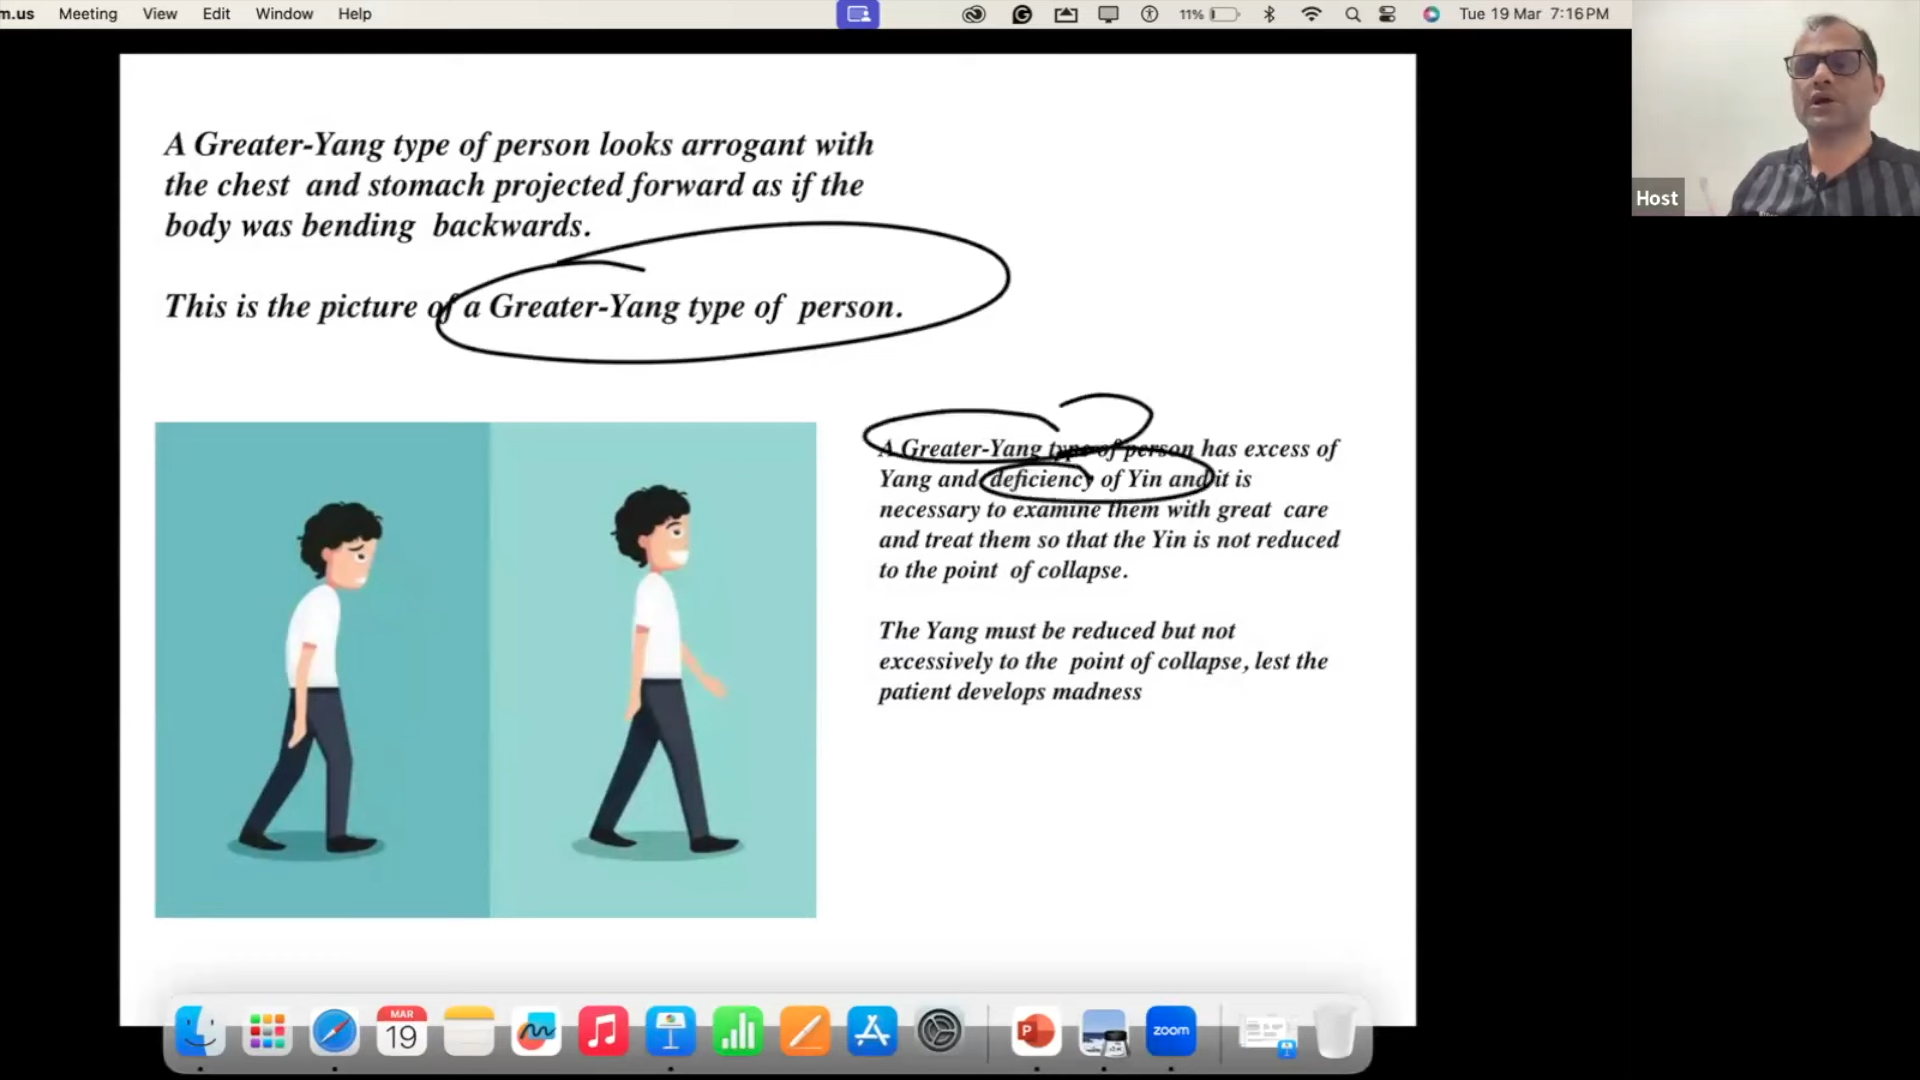 m.us Meeting View Edit Window Help 11% Tue 19 Mar 7:16 PM
Host
A Greater-Yang type of person looks arrogant with
the chest and stomach projected forward as if the
body was bending backwards.
This is the picture of a Greater-Yang type of person.
A Greater-Yang type of person has excess of
Yang and deficiency of Yin and it is
necessary to examine them with great care
and treat them so that the Yin is not reduced
to the point of collapse.
The Yang must be reduced but not
excessively to the point of collapse, lest the
patient develops madness
MAR
19
P
zoom